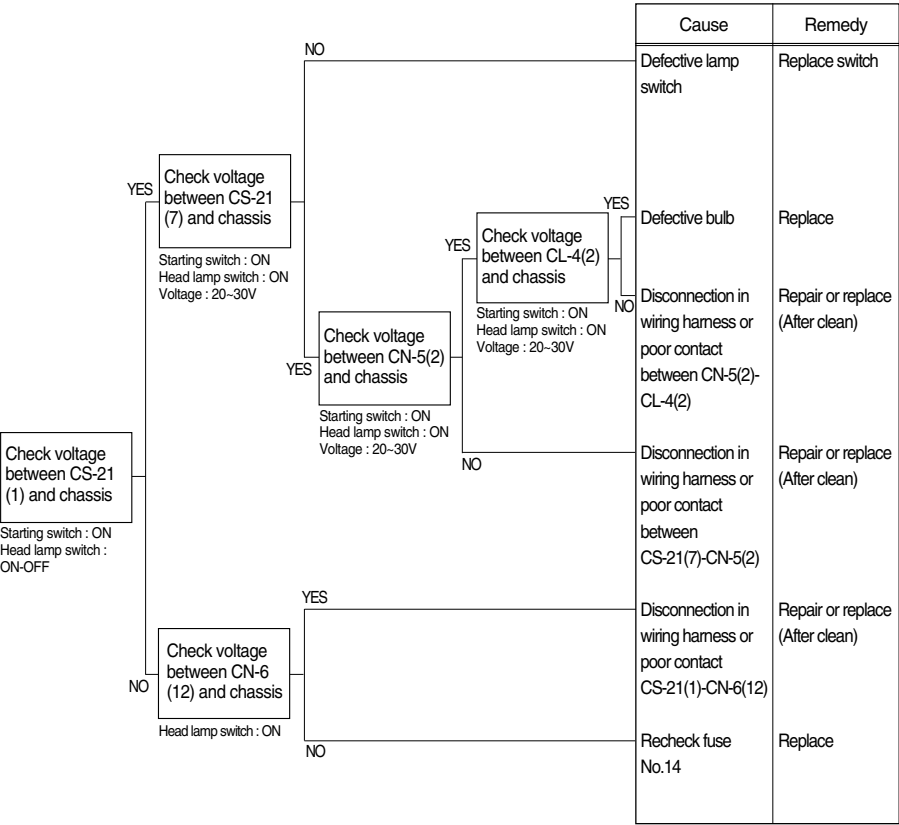 Cause
Remedy
NO
Defective lamp
switch
Replace switch
YES
Check voltage
between CS-21
(7) and chassis
Starting switch : ON
Head lamp switch : ON
Voltage : 20~30V
YES
Check voltage
between CN-5(2)
and chassis
Starting switch : ON
Head lamp switch : ON
Voltage : 20~30V
YES
Check voltage
between CL-4(2)
and chassis
Starting switch : ON
Head lamp switch : ON
Voltage : 20~30V
YES
Defective bulb
Replace
NO
Disconnection in
wiring harness or
poor contact
between CN-5(2)-
CL-4(2)
Repair or replace
(After clean)
NO
Disconnection in
wiring harness or
poor contact
between
CS-21(7)-CN-5(2)
Repair or replace
(After clean)
Check voltage
between CS-21
(1) and chassis
Starting switch : ON
Head lamp switch :
ON-OFF
NO
Check voltage
between CN-6
(12) and chassis
Head lamp switch : ON
YES
Disconnection in
wiring harness or
poor contact
CS-21(1)-CN-6(12)
Repair or replace
(After clean)
NO
Recheck fuse
No.14
Replace